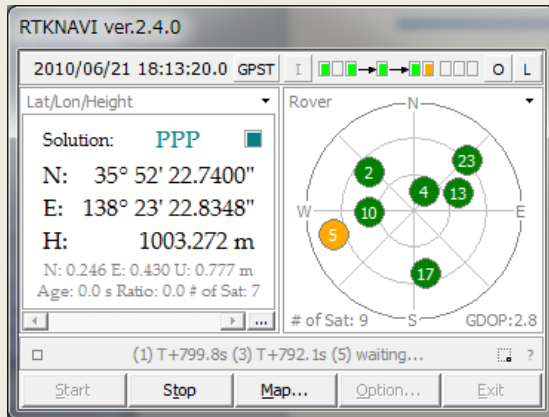 RTKNAVI ver.2.4.0
2010/06/21 18:13:20.0 GPST I O L
Lat/Lon/Height
Solution: PPP
N: 35° 52' 22.7400"
E: 138° 23' 22.8348"
H: 1003.272 m
N: 0.246 E: 0.430 U: 0.777 m
Age: 0.0 s Ratio: 0.0 # of Sat: 7
...
Rover
N
23
2
4
13
W
10
E
5
17
# of Sat: 9
S
GDOP:2.8
(1) T+799.8s (3) T+792.1s (5) waiting... ?
Start Stop Map... Option... Exit